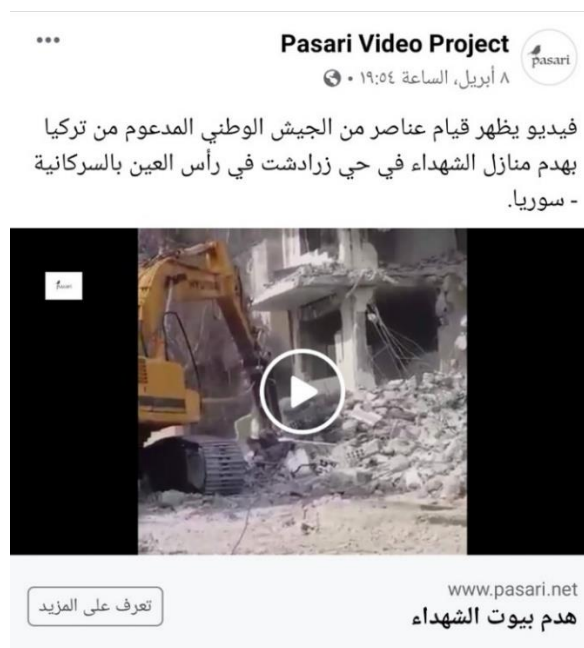 Pasari Video Project
pasari
٨ أبريل، الساعة ١٩:٥٤ •
فيديو يظهر قيام عناصر من الجيش الوطني المدعوم من تركيا
بهدم منازل الشهداء في حي زرادشت في رأس العين بالسركانية
- سوريا.
pasari
www.pasari.net
هدم بيوت الشهداء
تعرف على المزيد